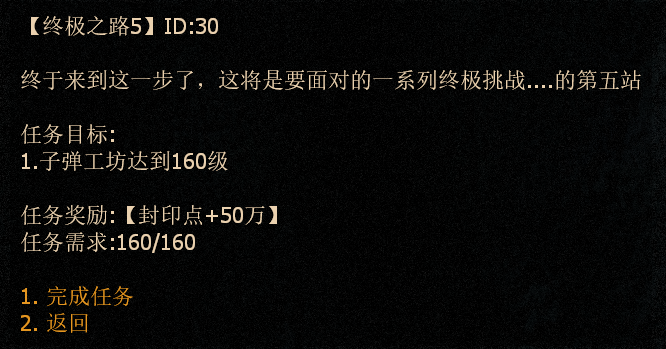 【终极之路5】ID:30
终于来到这一步了，这将是要面对的一系列终极挑战....的第五站
任务目标:
1.子弹工坊达到160级
任务奖励:【封印点+50万】
任务需求:160/160
1. 完成任务
2. 返回